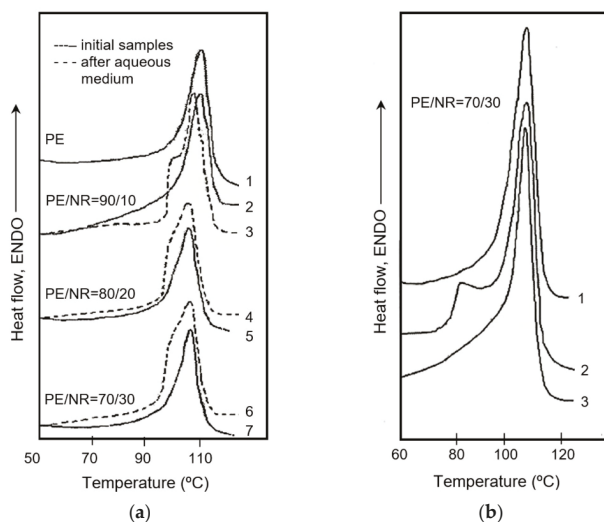 initial samples
after aqueous
medium
PE
1
2
PE/NR=90/10
3
PE/NR=80/20
4
5
PE/NR=70/30
6
7
50 70 90 110
Temperature (ºC)
Heat flow, ENDO
(a)
PE/NR=70/30
1
2
3
60 80 100 120
Temperature (ºC)
Heat flow, ENDO
(b)